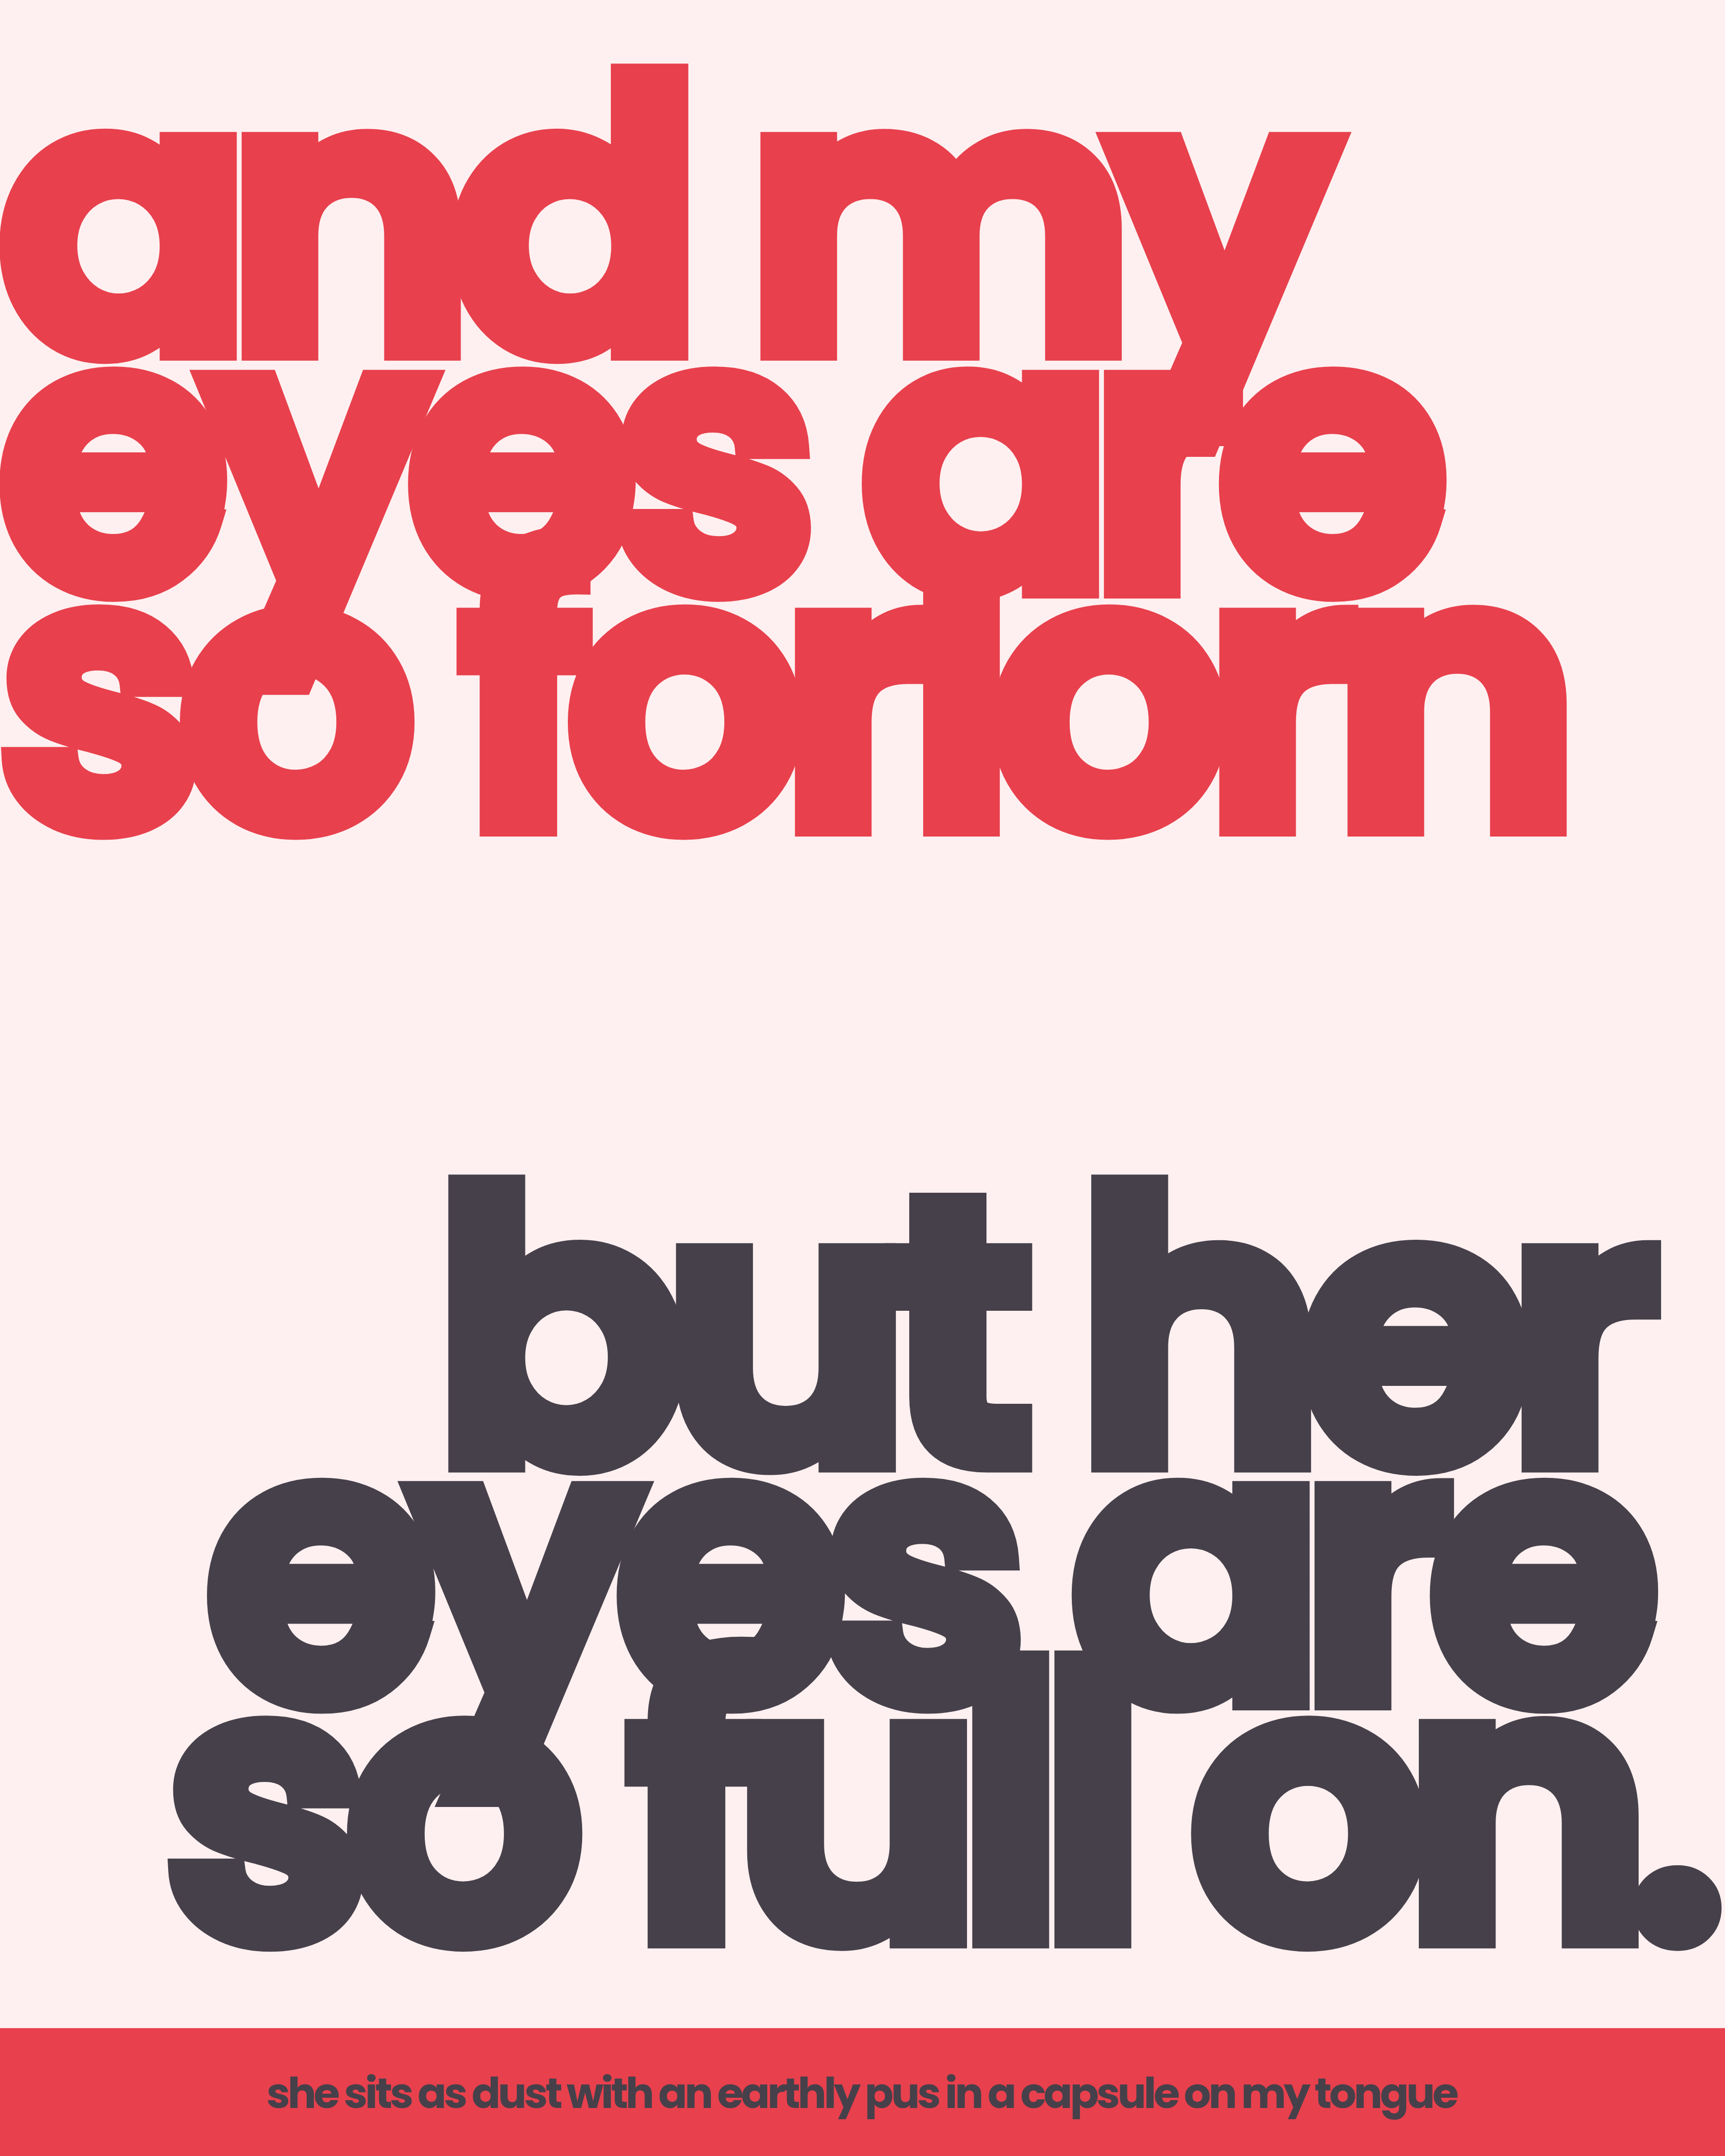 and my
eyes are
so forlorn
but her
eyes are
so full on.
she sits as dust with an earthly pus in a capsule on my tongue